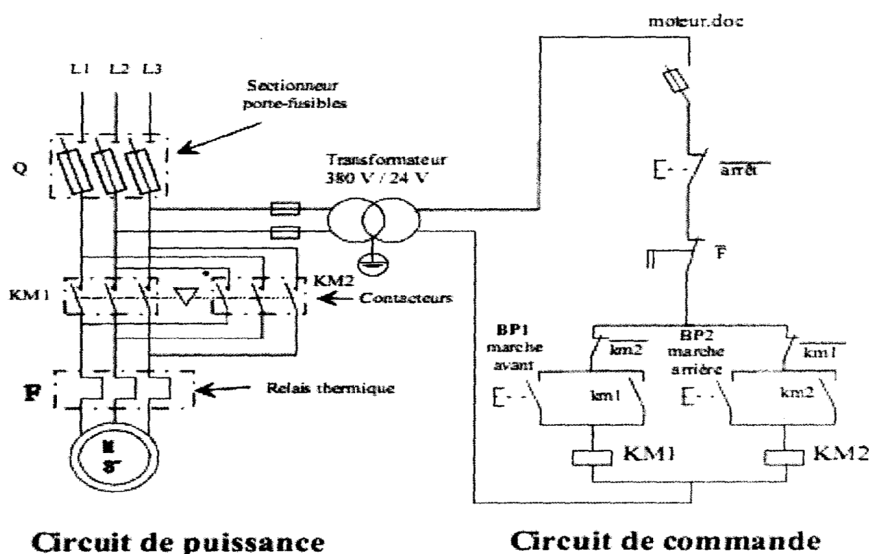 moteur.doc
L1 L2 L3
Sectionneur
porte-fusibles
Q
Transformateur
380 V / 24 V
arrêt
F
KM1
KM2
Contacteurs
BP1
marche
avant
km2
BP2
marche
arrière
km1
km1
km2
F
Relais thermique
M
KM1
KM2
Circuit de puissance
Circuit de commande